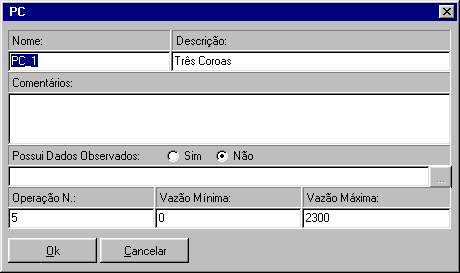 PC
Nome: Descrição:
PC_1 Três Coroas
Comentários:
Possui Dados Observados: Sim Não
...
Operação N.: Vazão Mínima: Vazão Máxima:
5 0 2300
Ok Cancelar